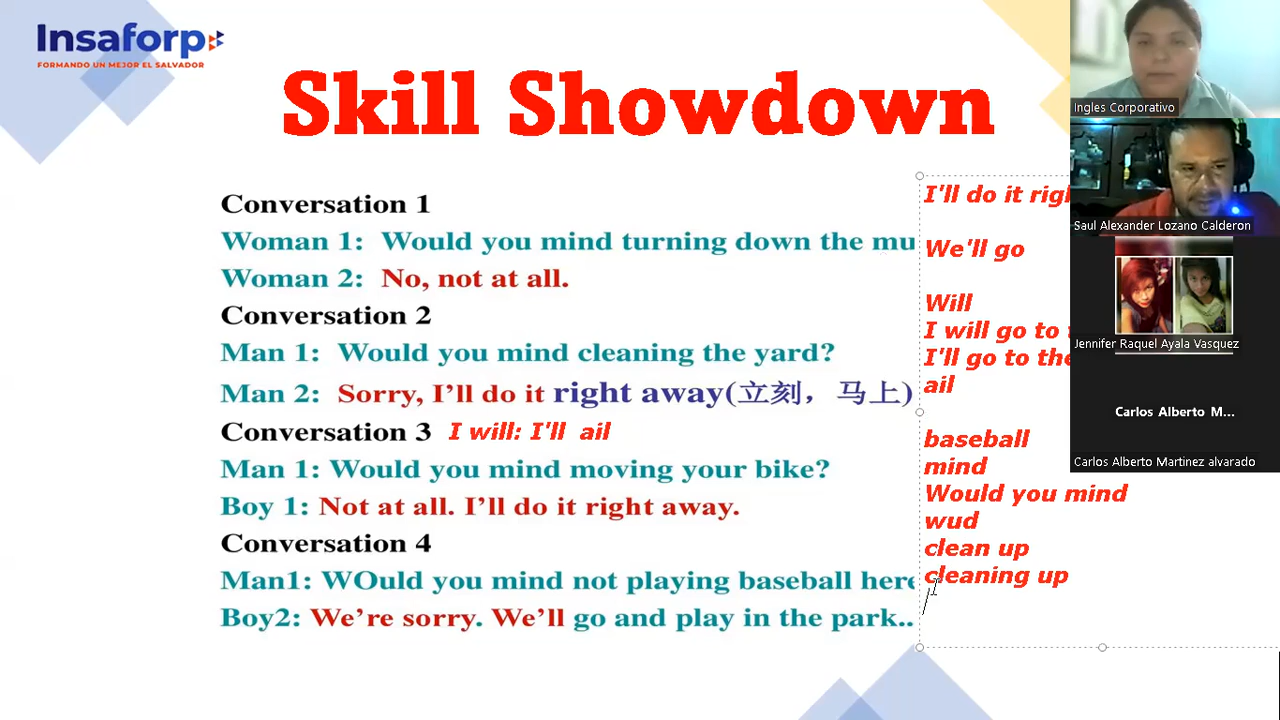 Insaforp
FORMANDO UN MEJOR EL SALVADOR
Skill Showdown
Conversation 1
Woman 1: Would you mind turning down the mu
Woman 2: No, not at all.
Conversation 2
Man 1: Would you mind cleaning the yard?
Man 2: Sorry, I'll do it right away(立刻，马上)
Conversation 3 I will: I'll ail
Man 1: Would you mind moving your bike?
Boy 1: Not at all. I'll do it right away.
Conversation 4
Man1: WOuld you mind not playing baseball here
Boy2: We're sorry. We'll go and play in the park..
I'll do it righ
We'll go
Will
I will go to
I'll go to the
ail
baseball
mind
Would you mind
wud
clean up
cleaning up
Ingles Corporativo
Saul Alexander Lozano Calderon
Jennifer Raquel Ayala Vasquez
Carlos Alberto M...
Carlos Alberto Martinez alvarado